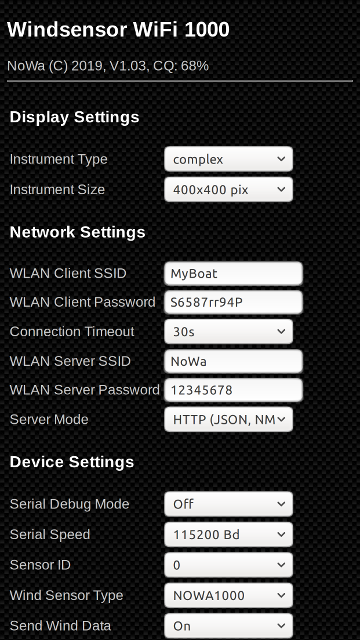 Windsensor WiFi 1000
NoWa (C) 2019, V1.03, CQ: 68%
Display Settings
Instrument Type complex
Instrument Size 400x400 pix
Network Settings
WLAN Client SSID MyBoat
WLAN Client Password S6587rr94P
Connection Timeout 30s
WLAN Server SSID NoWa
WLAN Server Password 12345678
Server Mode HTTP (JSON, NM
Device Settings
Serial Debug Mode Off
Serial Speed 115200 Bd
Sensor ID 0
Wind Sensor Type NOWA1000
Send Wind Data On